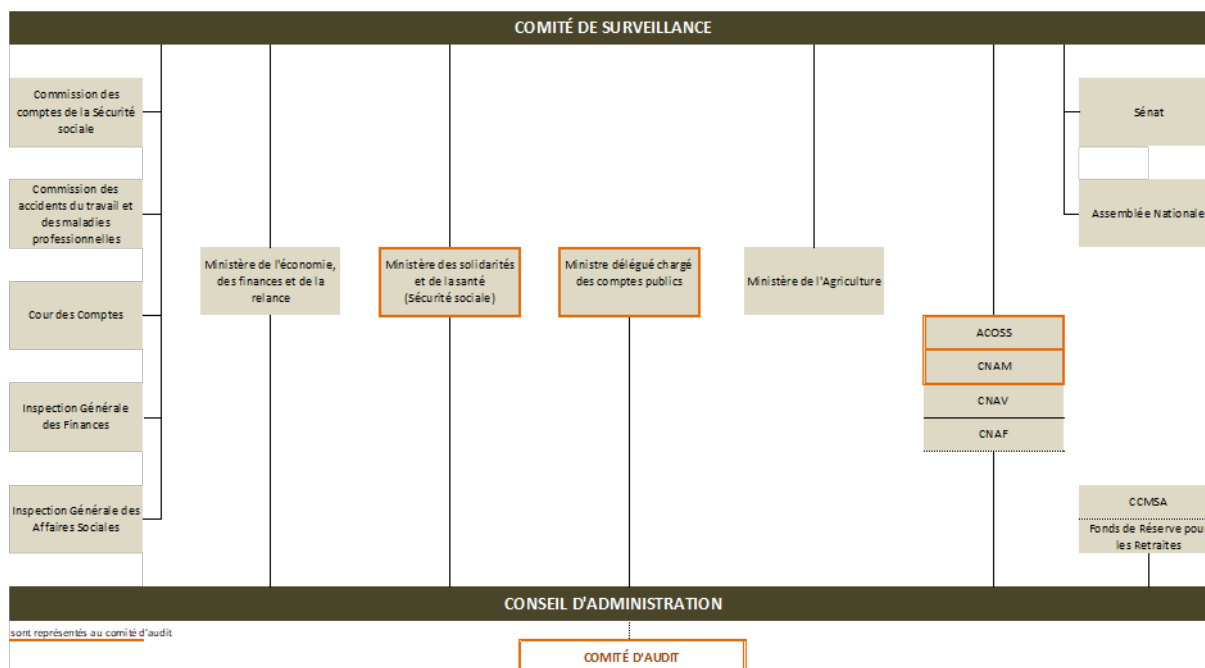 COMITÉ DE SURVEILLANCE
Commission des
comptes de la Sécurité
sociale
Commission des
accidents du travail et
des maladies
professionnelles
Cour des Comptes
Inspection Générale
des Finances
Inspection Générale des
Affaires Sociales
Ministère de l'économie,
des finances et de la
relance
Ministère des solidarités
et de la santé
(Sécurité sociale)
Ministre délégué chargé
des comptes publics
Ministère de l'Agriculture
ACOSS
CNAM
CNAV
CNAF
Sénat
Assemblée Nationale
CCMSA
Fonds de Réserve pour
les Retraites
CONSEIL D'ADMINISTRATION
sont représentés au comité d'audit
COMITÉ D'AUDIT